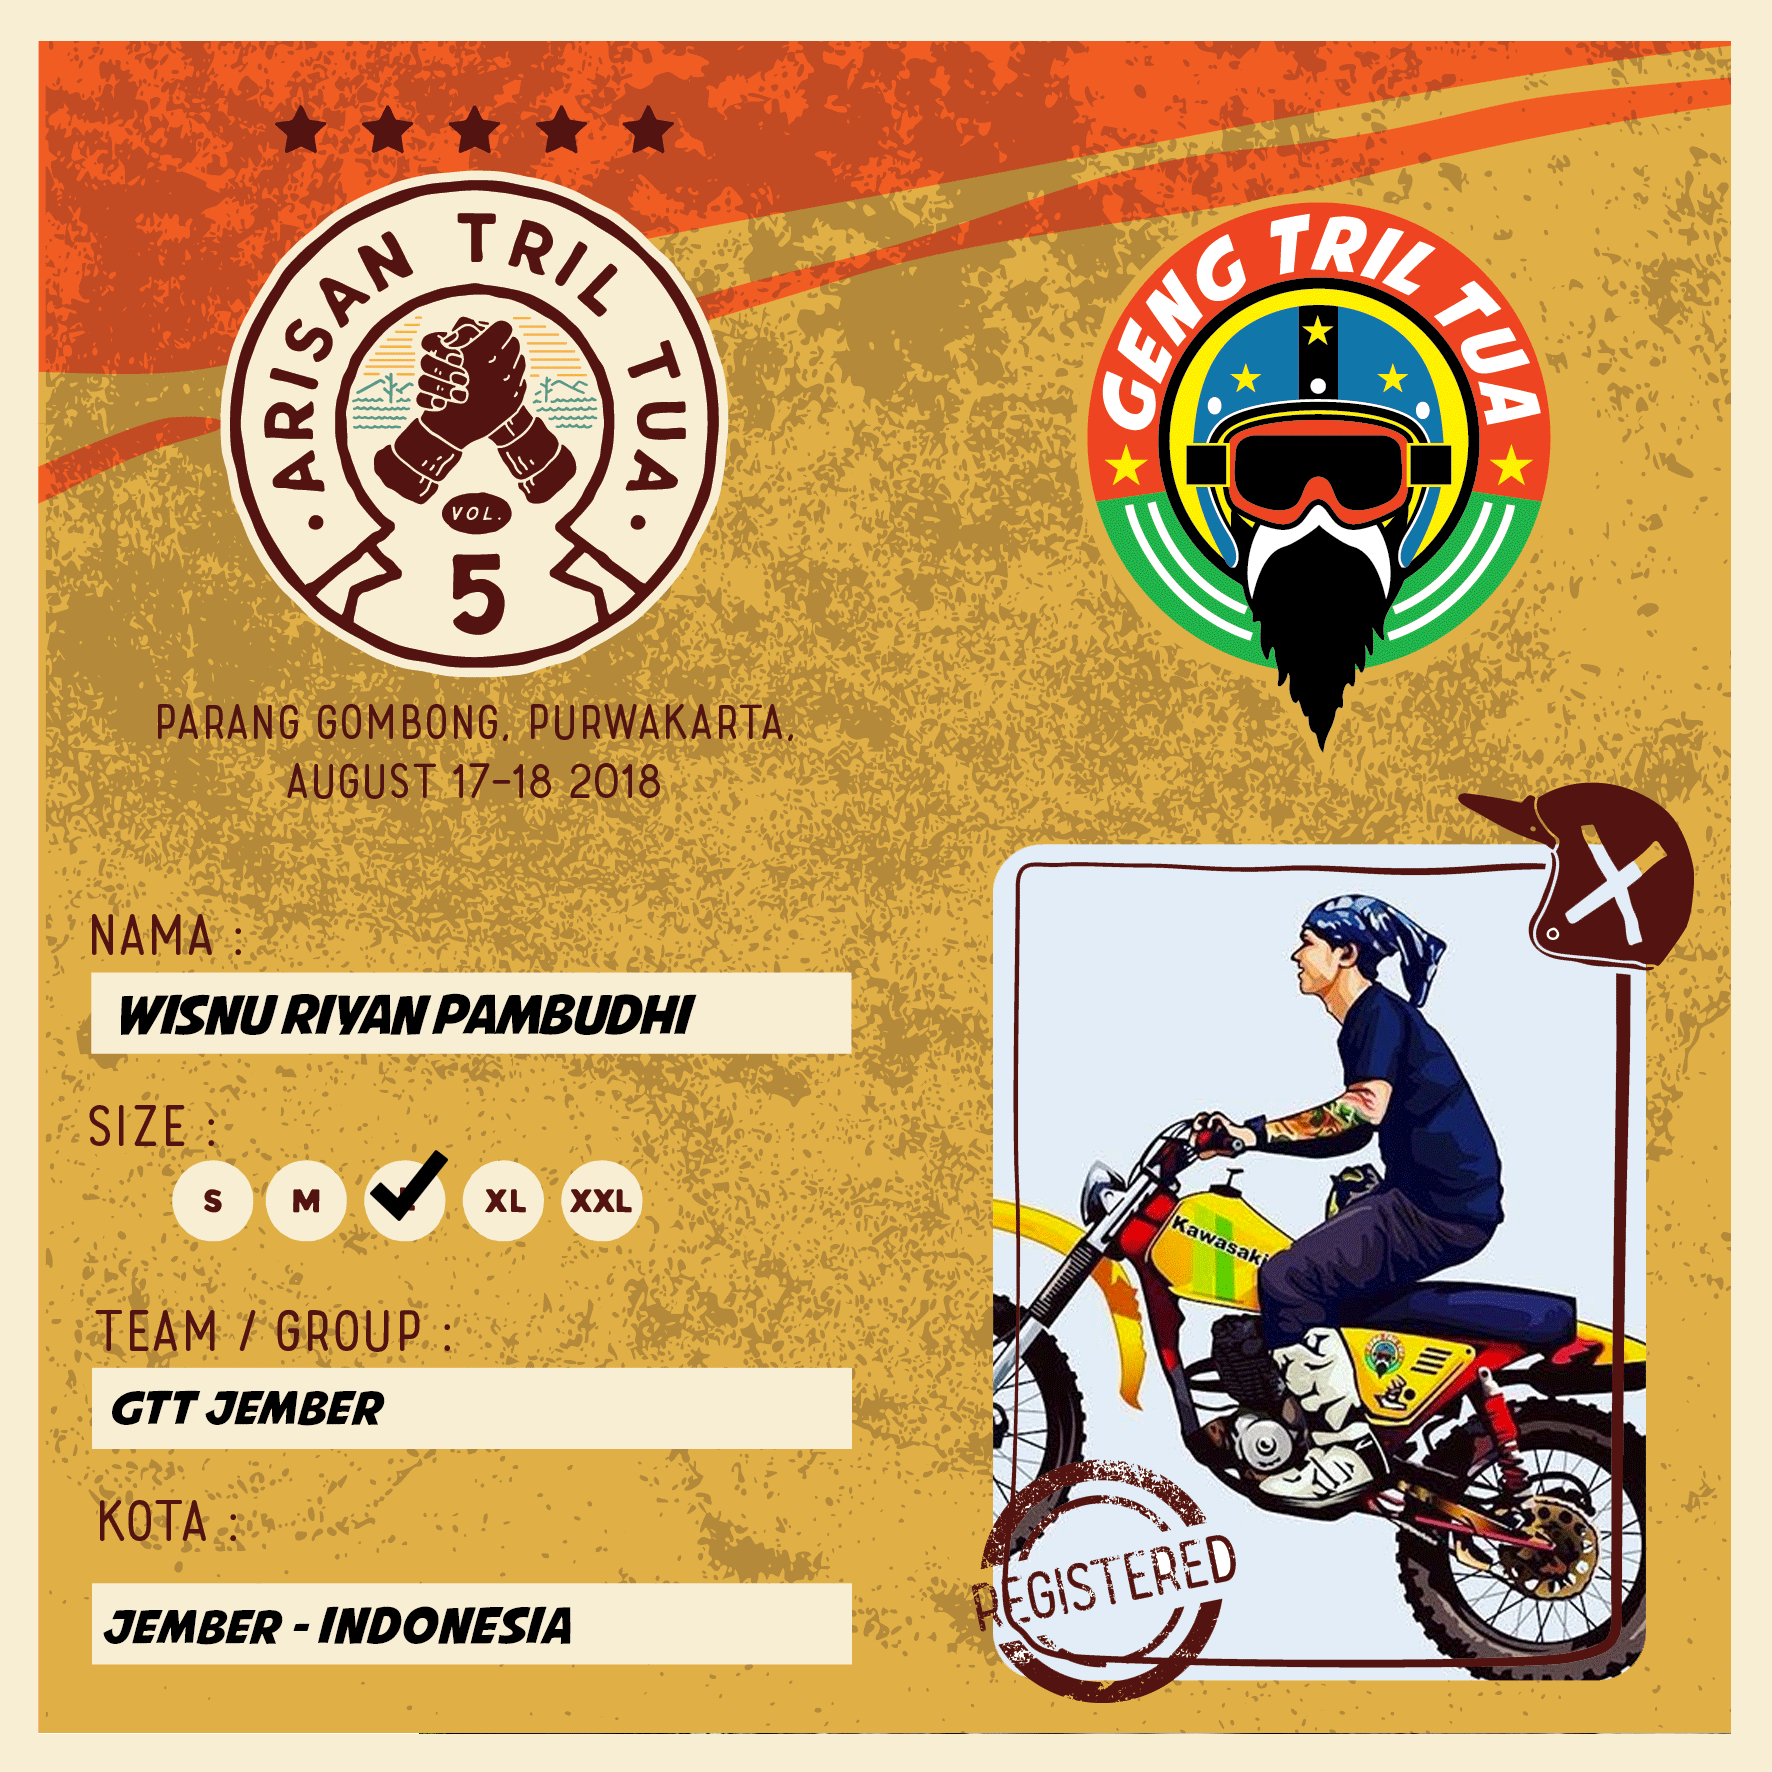 ARISAN TRIL TUA
VOL.
5
GENG TRIL TUA
PARANG GOMBONG, PURWAKARTA,
AUGUST 17-18 2018
NAMA :
WISNU RIYAN PAMBUDHI
SIZE :
S M XL XXL
TEAM / GROUP :
GTT JEMBER
KOTA :
JEMBER - INDONESIA
Kawasaki
REGISTERED